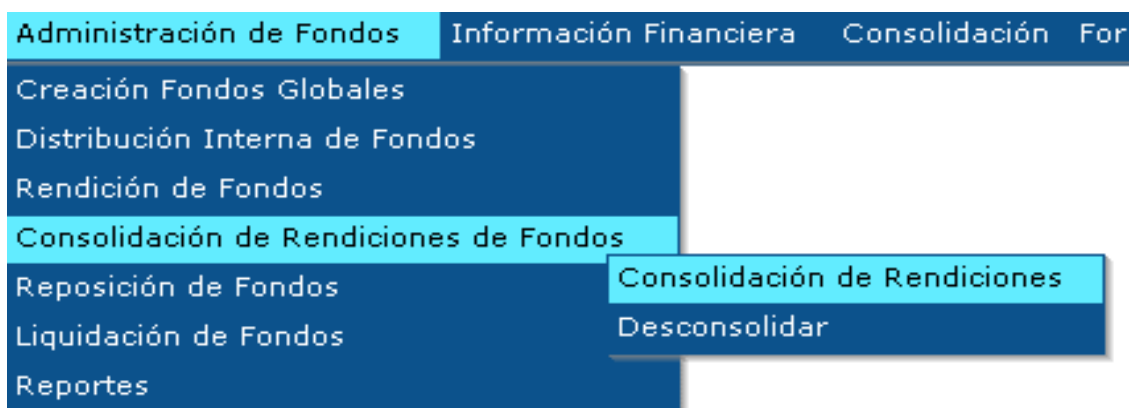 Administración de Fondos Información Financiera Consolidación For
Creación Fondos Globales
Distribución Interna de Fondos
Rendición de Fondos
Consolidación de Rendiciones de Fondos
Consolidación de Rendiciones
Reposición de Fondos
Desconsolidar
Liquidación de Fondos
Reportes